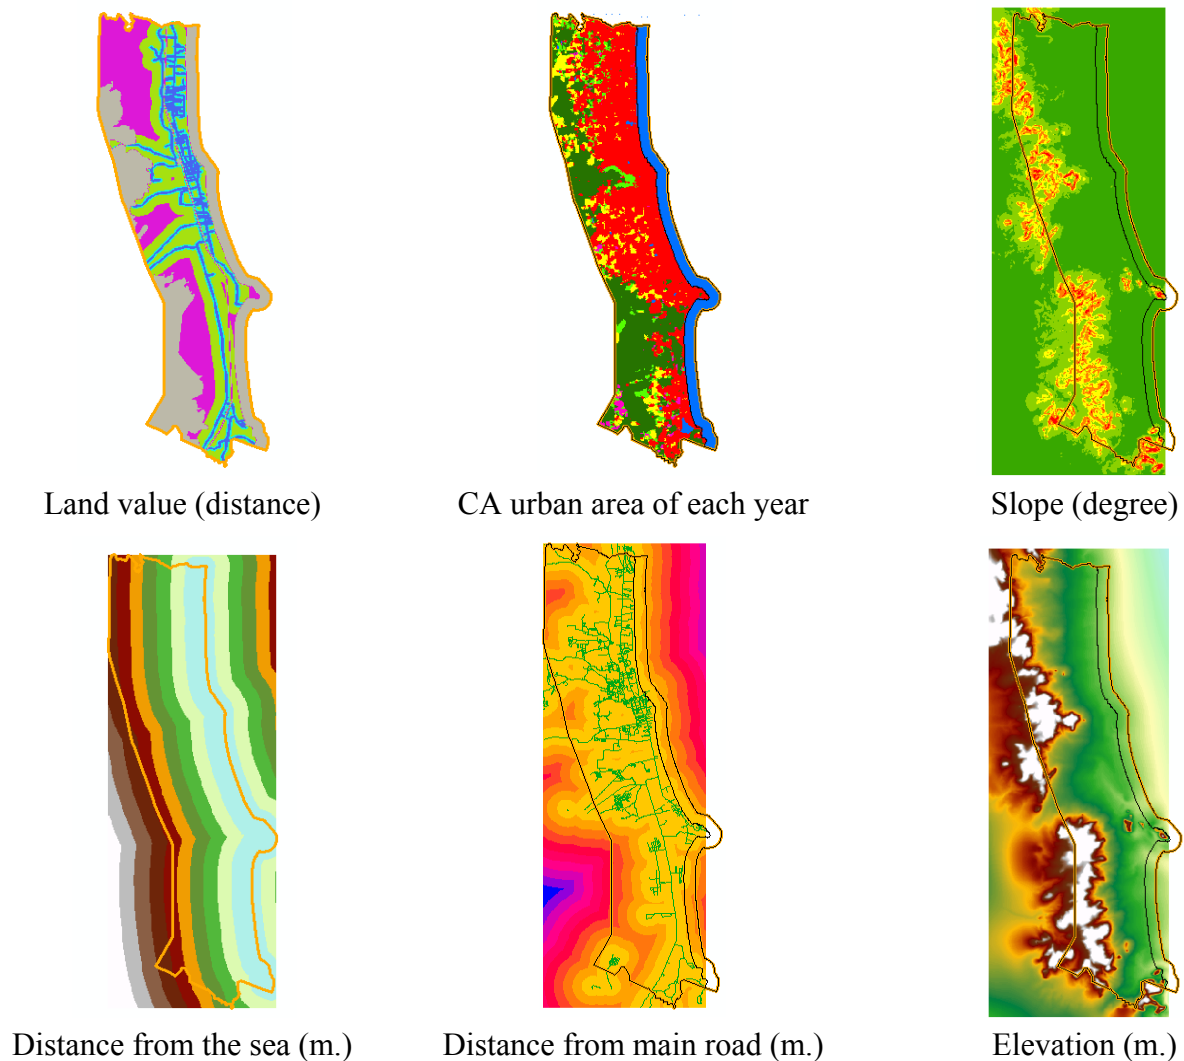 Land value (distance)
CA urban area of each year
Slope (degree)
Distance from the sea (m.)
Distance from main road (m.)
Elevation (m.)